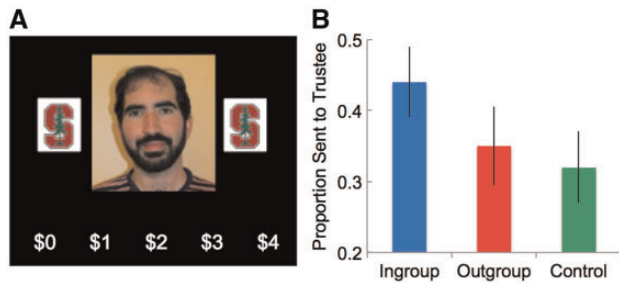 A
S
S
$0 $1 $2 $3 $4
B
Proportion Sent to Trustee
0.5
0.4
0.3
0.2
Ingroup Outgroup Control